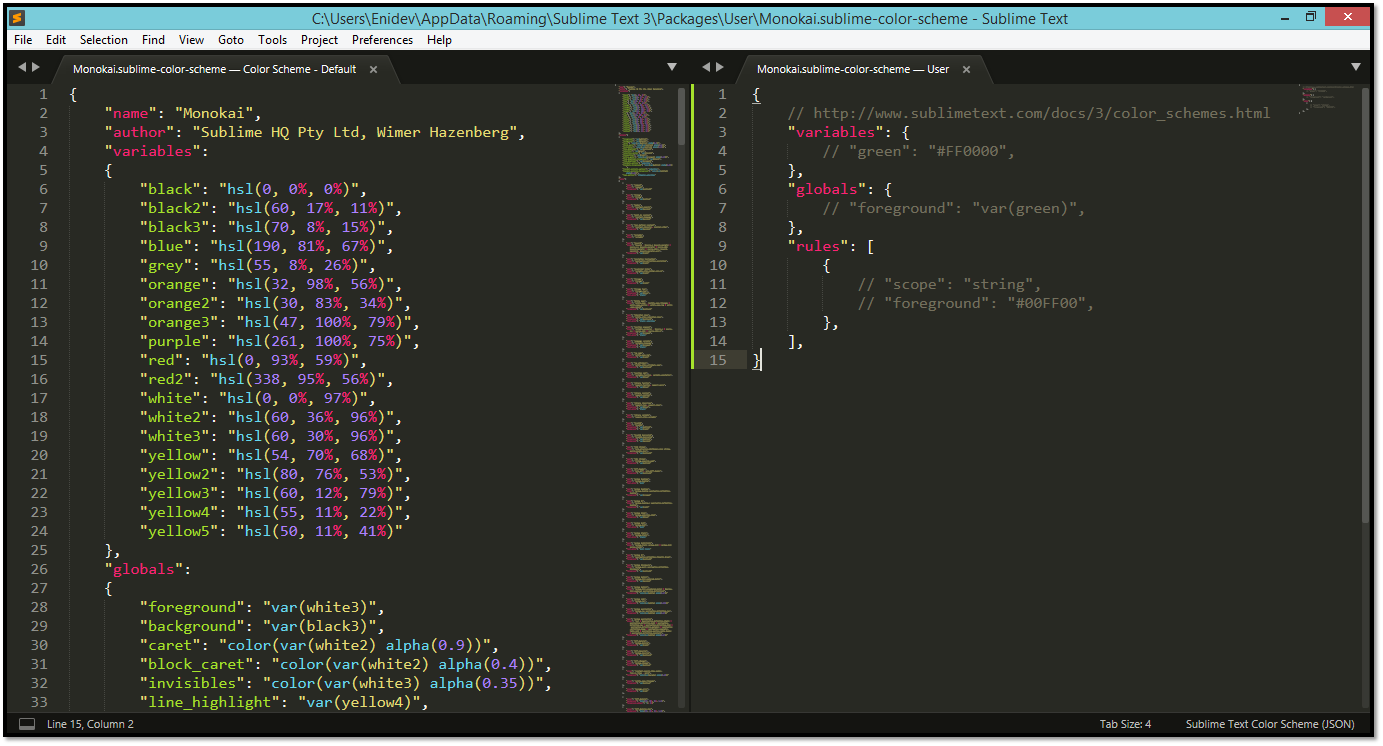 C:\Users\Enidev\AppData\Roaming\Sublime Text 3\Packages\User\Monokai.sublime-color-scheme - Sublime Text
File Edit Selection Find View Goto Tools Project Preferences Help
Monokai.sublime-color-scheme — Color Scheme - Default
1 {
2 "name": "Monokai",
3 "author": "Sublime HQ Pty Ltd, Wimer Hazenberg",
4 "variables":
5 {
6 "black": "hsl(0, 0%, 0%)",
7 "black2": "hsl(60, 17%, 11%)",
8 "black3": "hsl(70, 8%, 15%)",
9 "blue": "hsl(190, 81%, 67%)",
10 "grey": "hsl(55, 8%, 26%)",
11 "orange": "hsl(32, 98%, 56%)",
12 "orange2": "hsl(30, 83%, 34%)",
13 "orange3": "hsl(47, 100%, 79%)",
14 "purple": "hsl(261, 100%, 75%)",
15 "red": "hsl(0, 93%, 59%)",
16 "red2": "hsl(338, 95%, 56%)",
17 "white": "hsl(0, 0%, 97%)",
18 "white2": "hsl(60, 36%, 96%)",
19 "white3": "hsl(60, 30%, 96%)",
20 "yellow": "hsl(54, 70%, 68%)",
21 "yellow2": "hsl(80, 76%, 53%)",
22 "yellow3": "hsl(60, 12%, 79%)",
23 "yellow4": "hsl(55, 11%, 22%)",
24 "yellow5": "hsl(50, 11%, 41%)"
25 },
26 "globals":
27 {
28 "foreground": "var(white3)",
29 "background": "var(black3)",
30 "caret": "color(var(white2) alpha(0.9))",
31 "block_caret": "color(var(white2) alpha(0.4))",
32 "invisibles": "color(var(white3) alpha(0.35))",
33 "line_highlight": "var(yellow4)",
Monokai.sublime-color-scheme — User
1 {
2 // http://www.sublimetext.com/docs/3/color_schemes.html
3 "variables": {
4 // "green": "#FF0000",
5 },
6 "globals": {
7 // "foreground": "var(green)",
8 },
9 "rules": [
10 {
11 // "scope": "string",
12 // "foreground": "#00FF00",
13 },
14 ],
15 }
Line 15, Column 2
Tab Size: 4
Sublime Text Color Scheme (JSON)